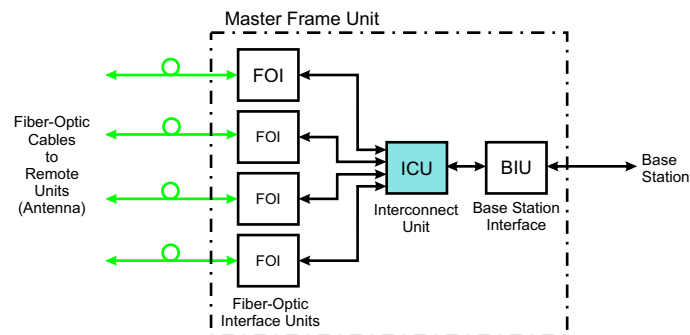 Master Frame Unit
FOI
FOI
FOI
FOI
Fiber-Optic
Cables
to
Remote
Units
(Antenna)
ICU
Interconnect
Unit
BIU
Base Station
Interface
Base
Station
Fiber-Optic
Interface Units